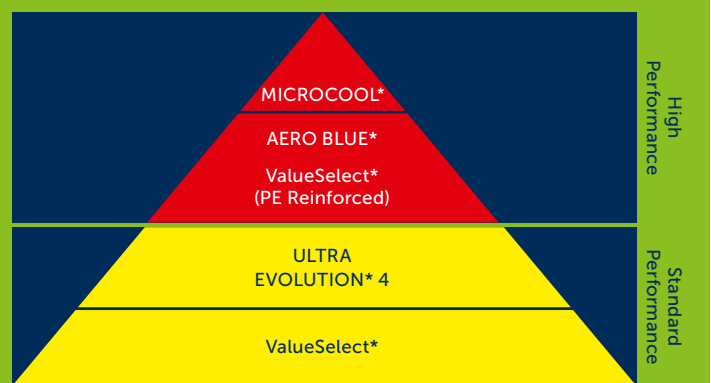 MICROCOOL*
AERO BLUE*
ValueSelect*
(PE Reinforced)
High
Performance
ULTRA
EVOLUTION* 4
ValueSelect*
Standard
Performance